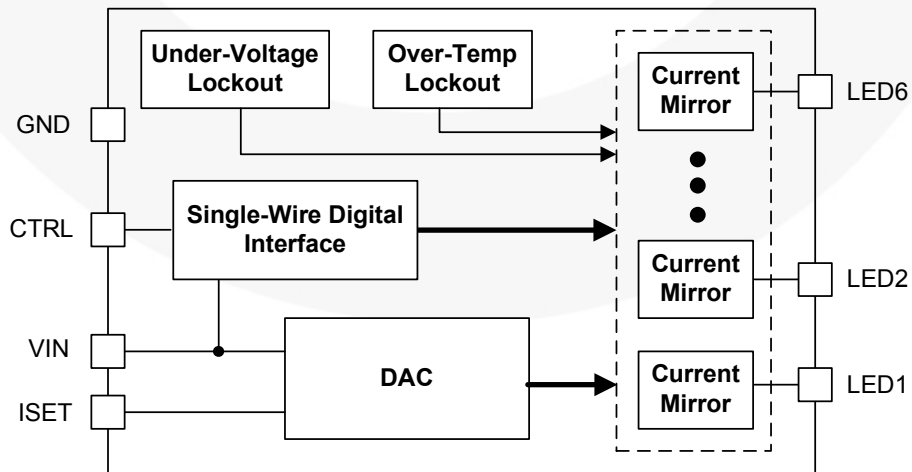 Under-Voltage
Lockout
Over-Temp
Lockout
Current
Mirror
LED6
GND
CTRL
Single-Wire Digital
Interface
Current
Mirror
LED2
VIN
DAC
Current
Mirror
LED1
ISET